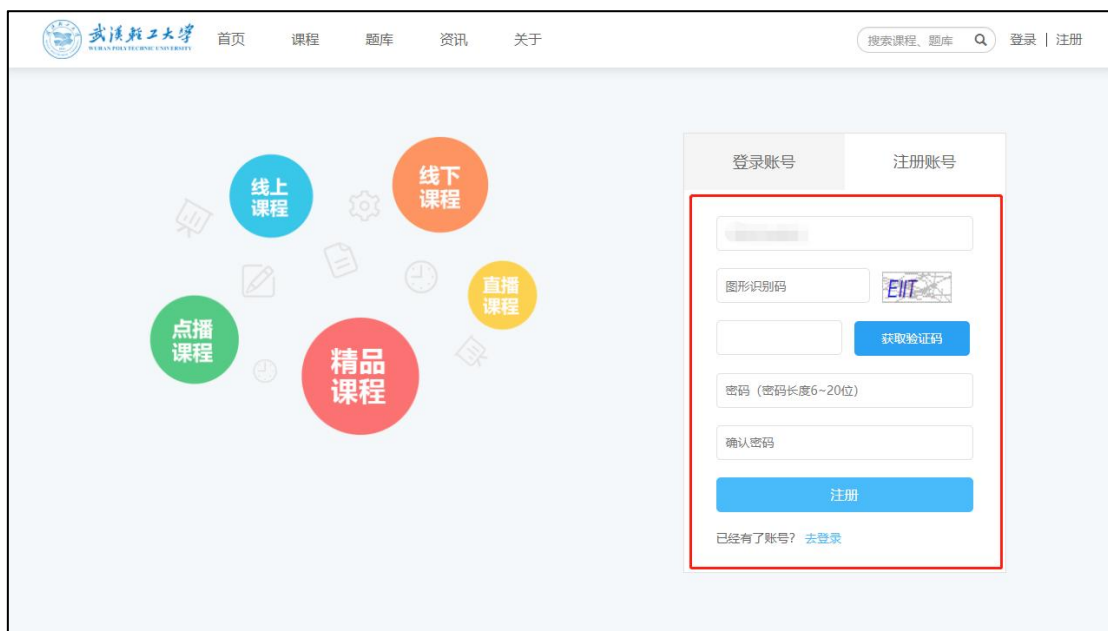 武汉轻工大学
WUHAN POLYTECHNIC UNIVERSITY
首页 课程 题库 资讯 关于
搜索课程、题库
登录 | 注册
线上
课程
线下
课程
直播
课程
点播
课程
精品
课程
登录账号 注册账号
图形识别码 EIIT
获取验证码
密码（密码长度6~20位）
确认密码
注册
已经有了账号？ 去登录